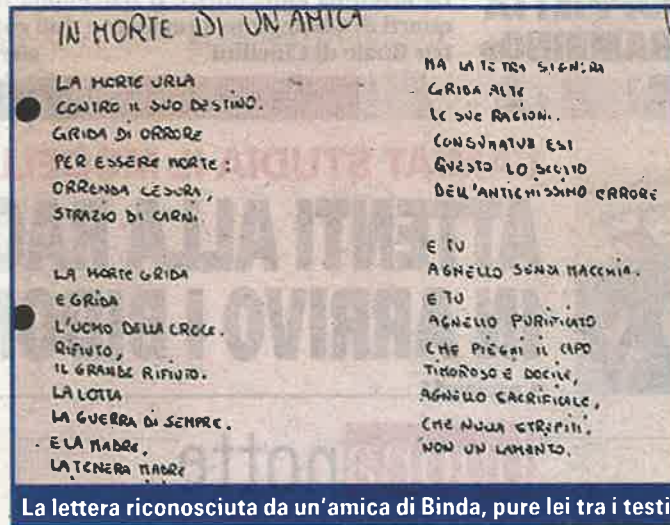 IN MORTE DI UN'AMICA
LA MORTE URLA
CONTRO IL SUO DESTINO.
GRIDA DI ORRORE
PER ESSERE MORTE:
ORRENDA CESURA,
STRAZIO DI CARNI.
LA MORTE GRIDA
E GRIDA
L'UOMO DELLA CROCE.
RIFIUTO,
IL GRANDE RIFIUTO.
LA LOTTA
LA GUERRA DI SEMPRE.
E LA MADRE,
LA TENERA MADRE
MA LA TETRA SIGNORA
GRIDA ALTE
LE SUE RAGIONI.
CONSUMATUM EST
QUESTO LO SCELTO
DELL'ANTICHISSIMO ERRORE
E TU
AGNELLO SENZA MACCHIA.
E TU
AGNELLO PURIFICATO
CHE PIEGHI IL CAPO
TIMOROSO E DOCILE,
AGNELLO SACRIFICALE,
CHE NULLA STREPITI,
NON UN LAMENTO.
La lettera riconosciuta da un'amica di Binda, pure lei tra i testi